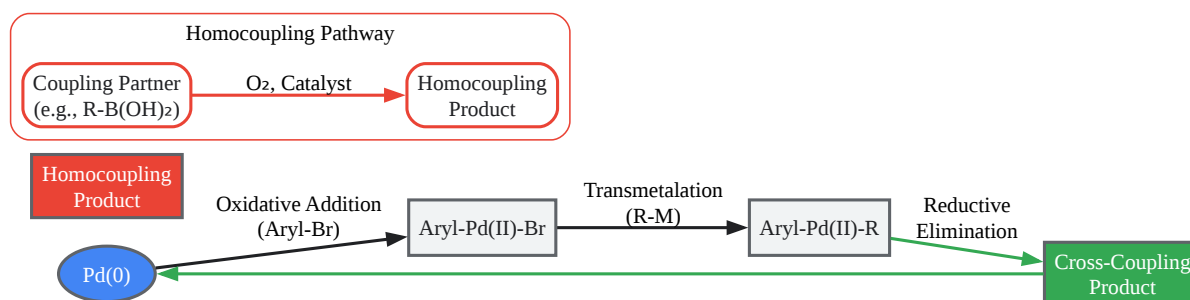 Homocoupling Pathway
Coupling Partner
(e.g., R-B(OH)₂)
O₂, Catalyst
Homocoupling
Product
Homocoupling
Product
Oxidative Addition
(Aryl-Br)
Transmetalation
(R-M)
Reductive
Elimination
Pd(0)
Aryl-Pd(II)-Br
Aryl-Pd(II)-R
Cross-Coupling
Product